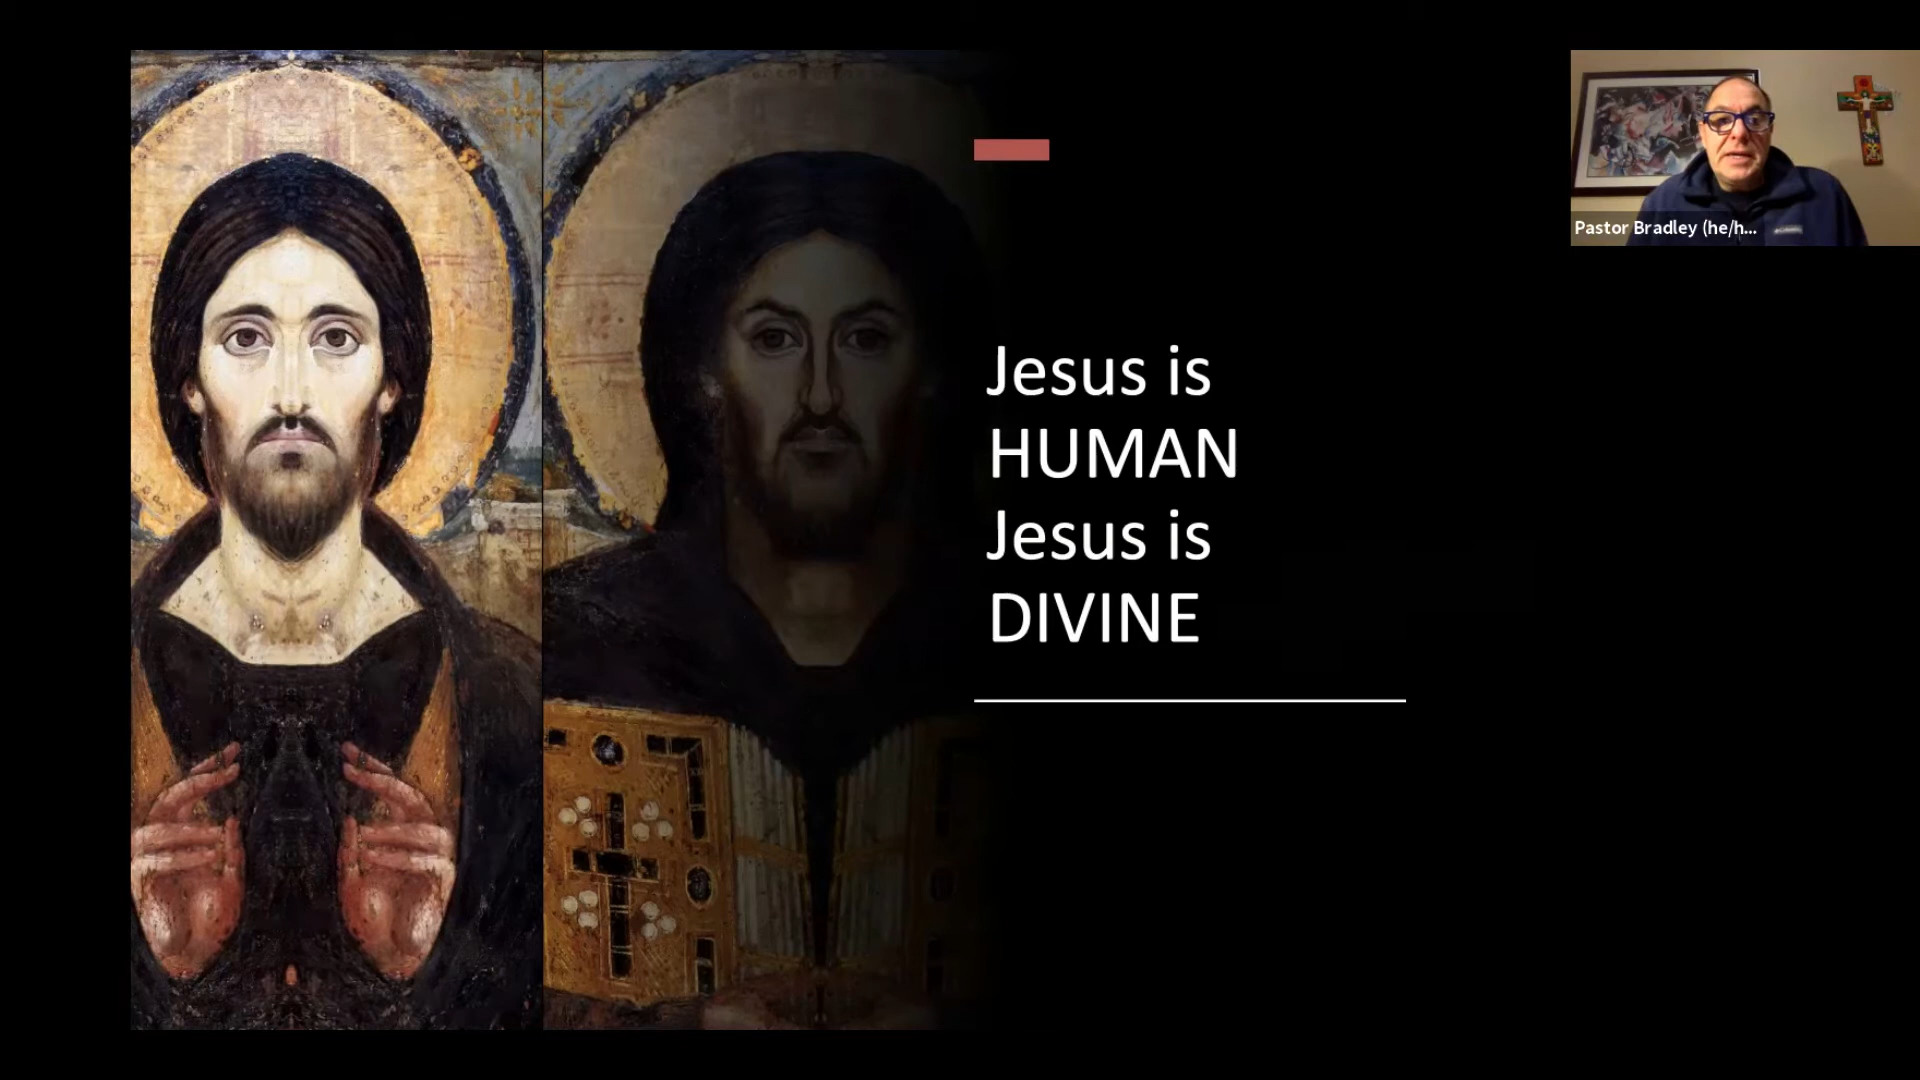 Jesus is
HUMAN
Jesus is
DIVINE
Pastor Bradley (he/h...